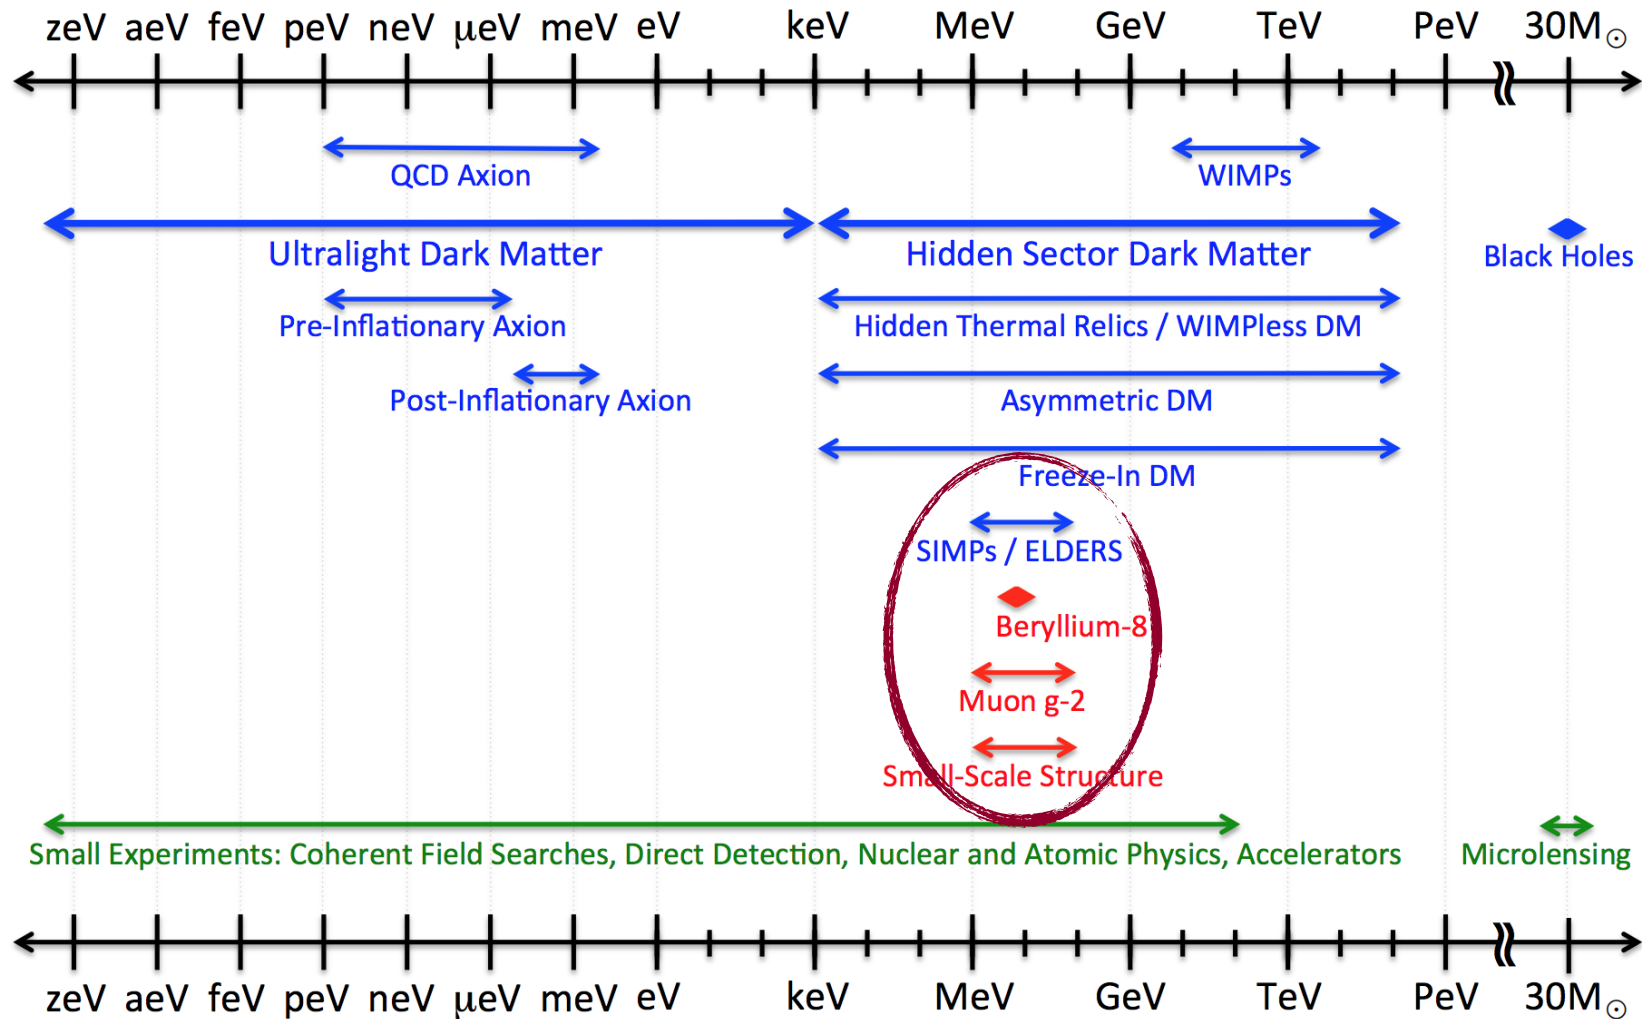 zeV aeV feV peV neV μeV meV eV keV MeV GeV TeV PeV 30M☉
QCD Axion WIMPs
Ultralight Dark Matter Hidden Sector Dark Matter Black Holes
Pre-Inflationary Axion Hidden Thermal Relics / WIMPless DM
Post-Inflationary Axion Asymmetric DM
Freeze-In DM
SIMPs / ELDERS
Beryllium-8
Muon g-2
Small-Scale Structure
Small Experiments: Coherent Field Searches, Direct Detection, Nuclear and Atomic Physics, Accelerators Microlensing
zeV aeV feV peV neV μeV meV eV keV MeV GeV TeV PeV 30M☉